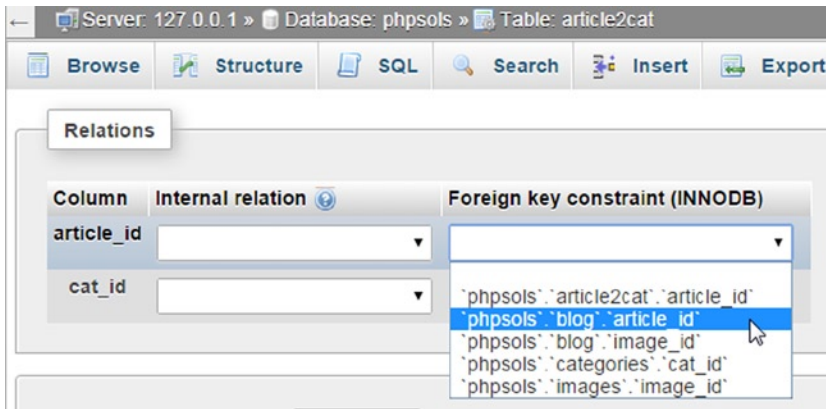 ← Server: 127.0.0.1 » Database: phpsols » Table: article2cat
Browse Structure SQL Search Insert Export
Relations
Column Internal relation Foreign key constraint (INNODB)
article_id
cat_id
`phpsols`.`article2cat`.`article_id`
`phpsols`.`blog`.`article_id`
`phpsols`.`blog`.`image_id`
`phpsols`.`categories`.`cat_id`
`phpsols`.`images`.`image_id`